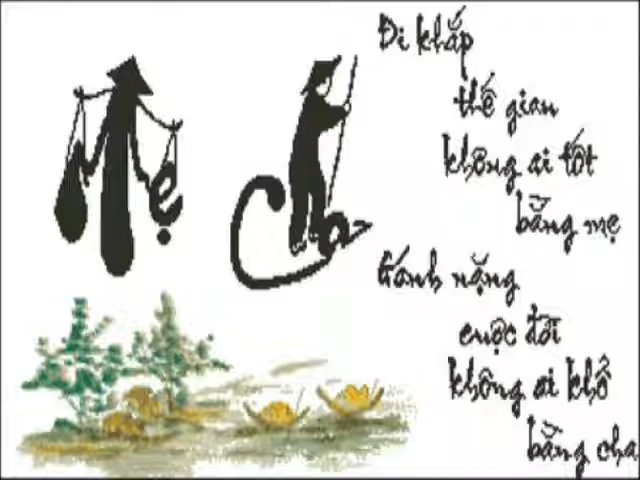 Mẹ Cha
Đi khắp
thế gian
không ai tốt
bằng mẹ
Gánh nặng
cuộc đời
không ai khổ
bằng cha